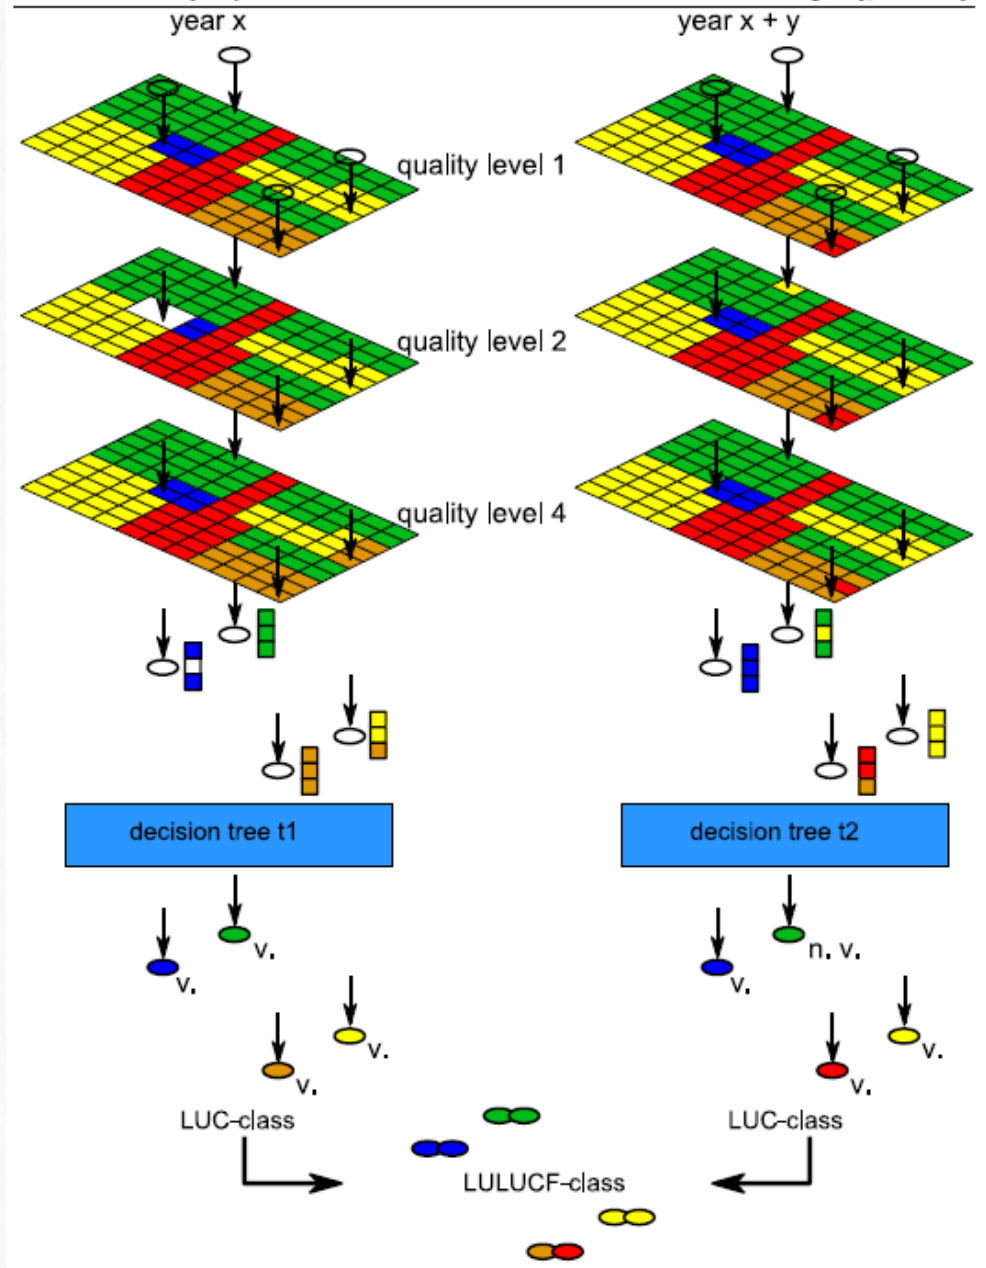 year x
year x + y
quality level 1
quality level 2
quality level 4
decision tree t1
decision tree t2
v.
n. v.
v.
v.
v.
v.
v.
v.
LUC-class
LUC-class
LULUCF-class